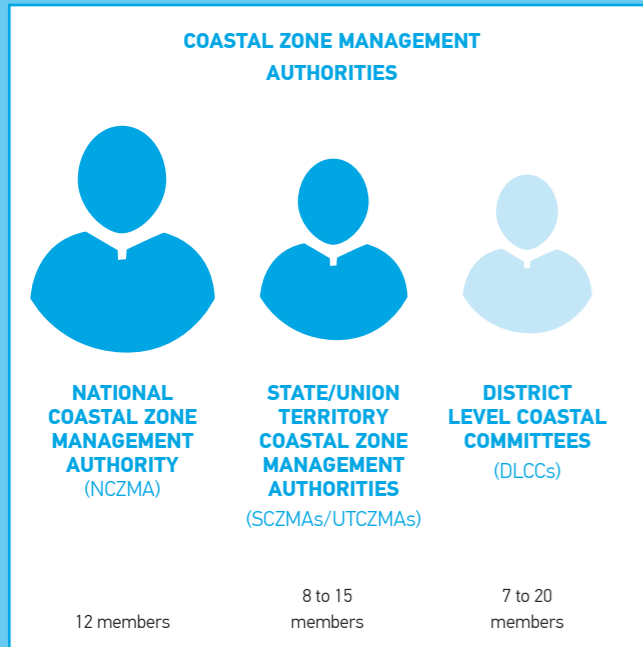 COASTAL ZONE MANAGEMENT
AUTHORITIES
NATIONAL
COASTAL ZONE
MANAGEMENT
AUTHORITY
(NCZMA)
12 members
STATE/UNION
TERRITORY
COASTAL ZONE
MANAGEMENT
AUTHORITIES
(SCZMAs/UTCZMAs)
8 to 15
members
DISTRICT
LEVEL COASTAL
COMMITTEES
(DLCCs)
7 to 20
members